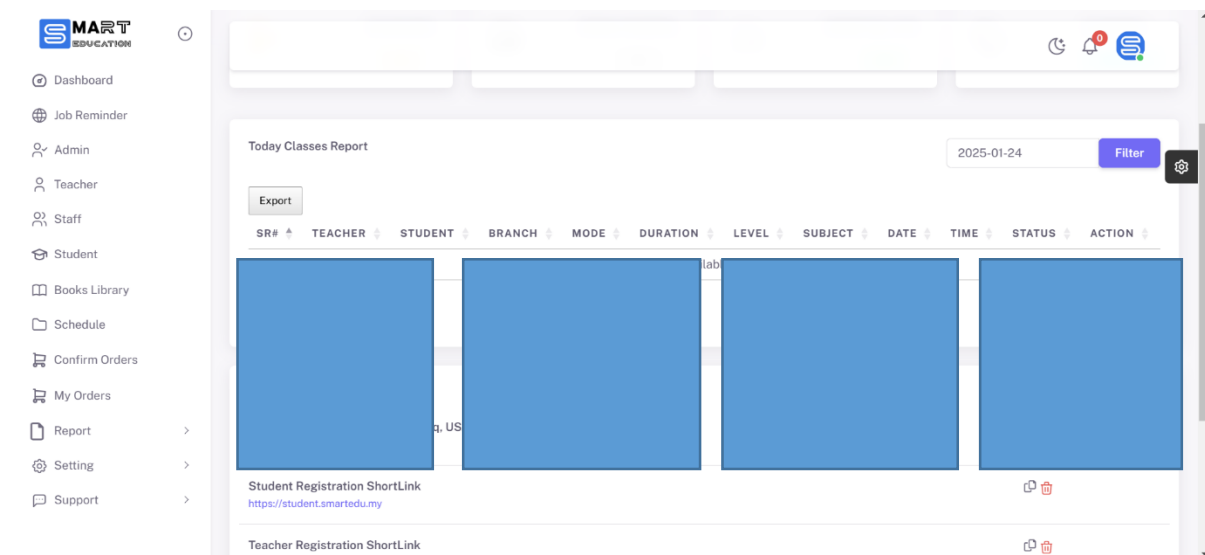 SMART
EDUCATION
0
Dashboard
Job Reminder
Admin
Teacher
Staff
Student
Books Library
Schedule
Confirm Orders
My Orders
Report
Setting
Support
Today Classes Report
2025-01-24
Filter
Export
SR# TEACHER STUDENT BRANCH MODE DURATION LEVEL SUBJECT DATE TIME STATUS ACTION
q, US
Student Registration ShortLink
https://student.smartedu.my
Teacher Registration ShortLink